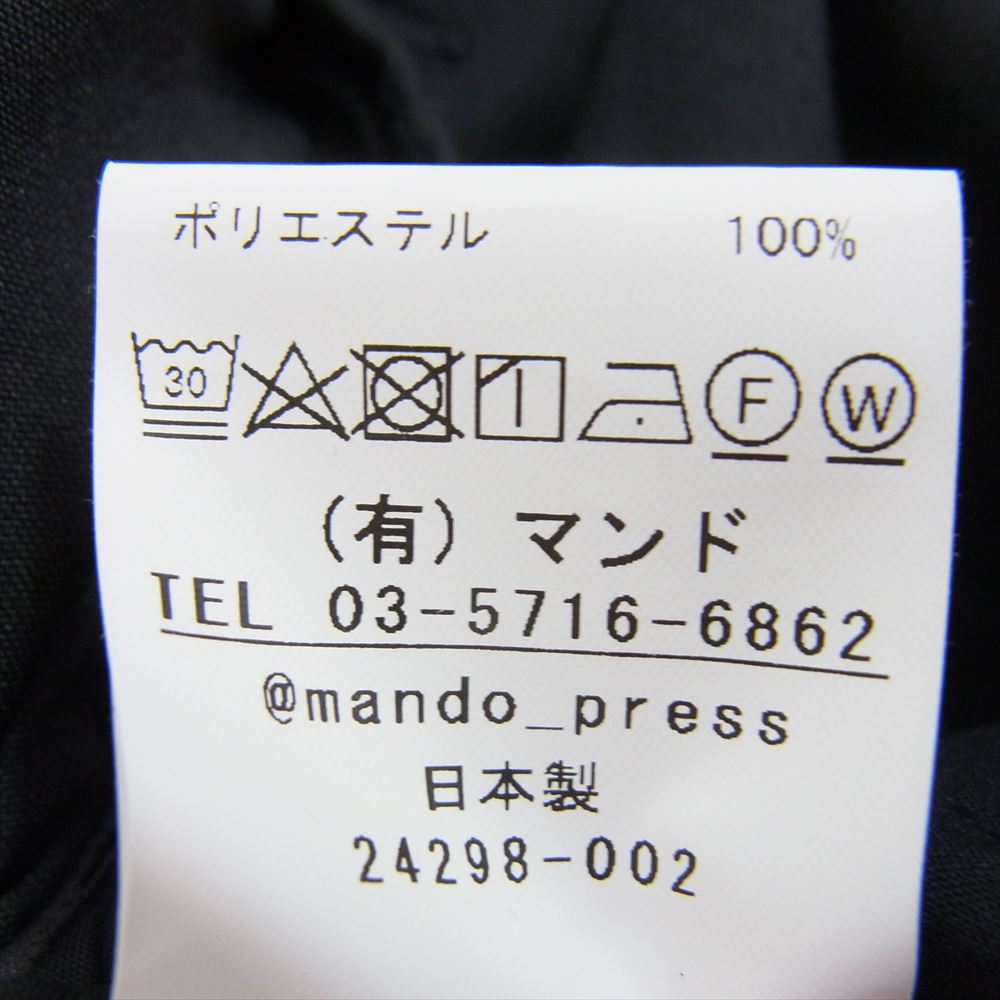 ポリエステル 100%
30 F W
(有) マンド
TEL 03-5716-6862
@mando_press
日本製
24298-002